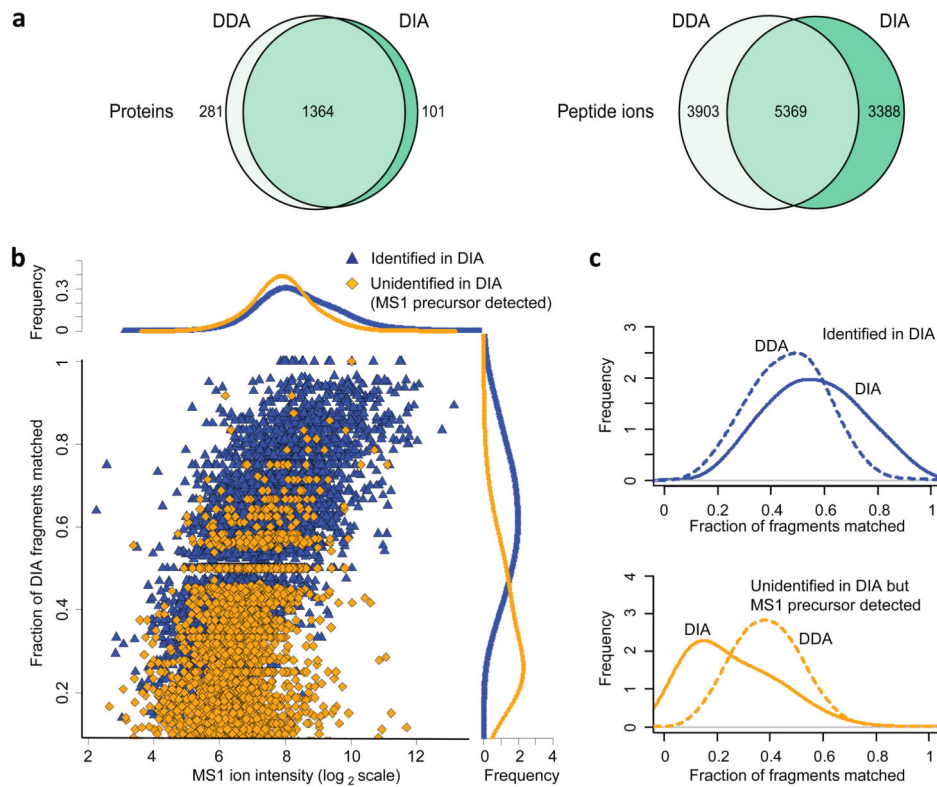 a
DDA
DIA
Proteins
281
1364
101
DDA
DIA
Peptide ions
3903
5369
3388
b
Identified in DIA
Unidentified in DIA
(MS1 precursor detected)
Frequency
0.3
0
Fraction of DIA fragments matched
1
0.8
0.6
0.4
0.2
2 4 6 8 10 12
MS1 ion intensity (log 2 scale)
0 2 4
Frequency
c
Identified in DIA
DDA
DIA
Frequency
3
2
1
0
0 0.2 0.4 0.6 0.8 1
Fraction of fragments matched
Unidentified in DIA but
MS1 precursor detected
DIA
DDA
Frequency
4
3
2
1
0
0 0.2 0.4 0.6 0.8 1
Fraction of fragments matched